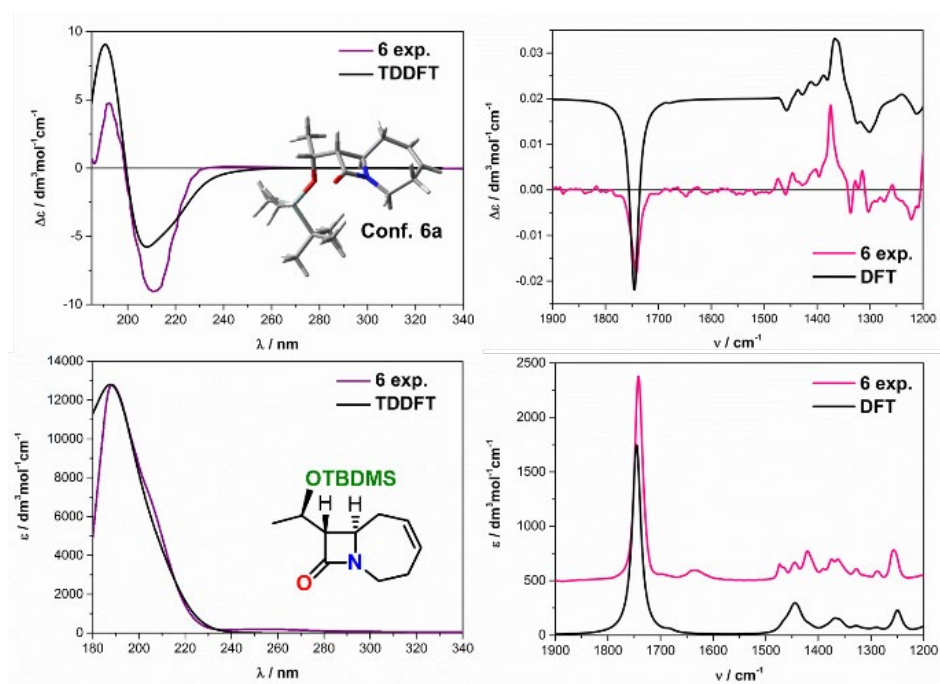 6 exp.
TDDFT
Conf. 6a
Δε / dm³mol⁻¹cm⁻¹
10
5
0
-5
-10
200 220 240 260 280 300 320 340
λ / nm
6 exp.
DFT
Δε / dm³mol⁻¹cm⁻¹
0.03
0.02
0.01
0.00
-0.01
-0.02
1900 1800 1700 1600 1500 1400 1300 1200
ν / cm⁻¹
6 exp.
TDDFT
OTBDMS
H H
N
O
ε / dm³mol⁻¹cm⁻¹
14000
12000
10000
8000
6000
4000
2000
0
180 200 220 240 260 280 300 320 340
λ / nm
6 exp.
DFT
ε / dm³mol⁻¹cm⁻¹
2500
2000
1500
1000
500
0
1900 1800 1700 1600 1500 1400 1300 1200
ν / cm⁻¹